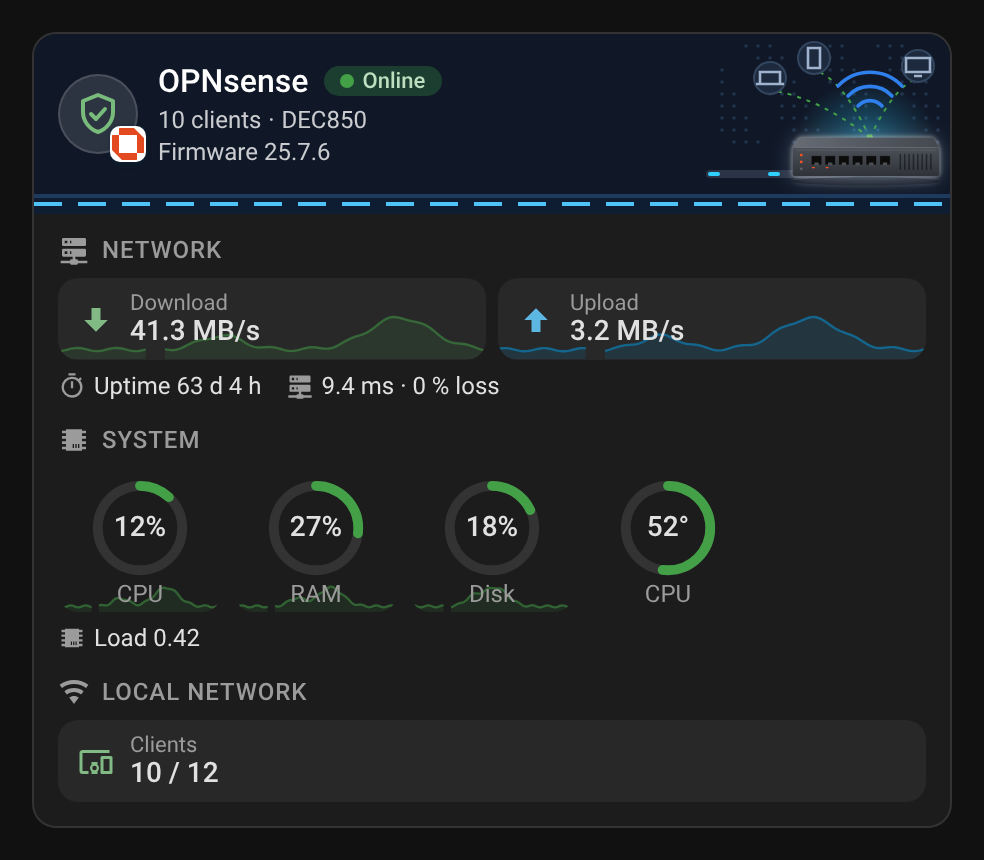 OPNsense Online
10 clients · DEC850
Firmware 25.7.6
NETWORK
Download
41.3 MB/s
Upload
3.2 MB/s
Uptime 63 d 4 h 9.4 ms · 0 % loss
SYSTEM
12% 27% 18% 52°
CPU RAM Disk CPU
Load 0.42
LOCAL NETWORK
Clients
10 / 12